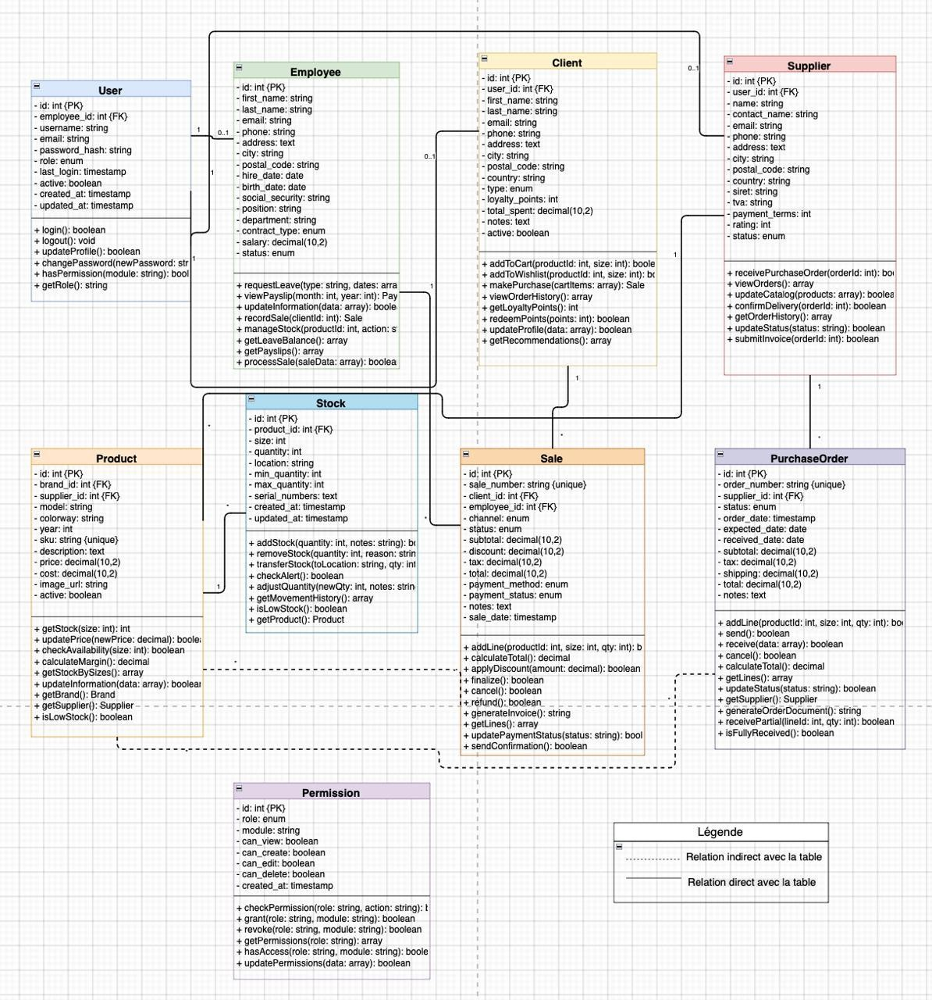 User
- id: int {PK}
- employee_id: int {FK}
- username: string
- email: string
- password_hash: string
- role: enum
- last_login: timestamp
- active: boolean
- created_at: timestamp
- updated_at: timestamp
+ login(): boolean
+ logout(): void
+ updateProfile(): boolean
+ changePassword(newPassword: str
+ hasPermission(module: string): bool
+ getRole(): string
1
0..1
1
1
Employee
- id: int {PK}
- first_name: string
- last_name: string
- email: string
- phone: string
- address: text
- city: string
- postal_code: string
- hire_date: date
- birth_date: date
- social_security: string
- position: string
- department: string
- contract_type: enum
- salary: decimal(10,2)
- status: enum
+ requestLeave(type: string, dates: arra
+ viewPayslip(month: int, year: int): Pay
+ updateInformation(data: array): boole
+ recordSale(clientId: int): Sale
+ manageStock(productId: int, action: s
+ getLeaveBalance(): array
+ getPayslips(): array
+ processSale(saleData: array): boolea
0..1
1
Client
- id: int {PK}
- user_id: int {FK}
- first_name: string
- last_name: string
- email: string
- phone: string
- address: text
- city: string
- postal_code: string
- country: string
- type: enum
- loyalty_points: int
- total_spent: decimal(10,2)
- notes: text
- active: boolean
+ addToCart(productId: int, size: int): boole
+ addToWishlist(productId: int, size: int): bo
+ makePurchase(cartItems: array): Sale
+ viewOrderHistory(): array
+ getLoyaltyPoints(): int
+ redeemPoints(points: int): boolean
+ updateProfile(data: array): boolean
+ getRecommendations(): array
0..1
1
1
Supplier
- id: int {PK}
- user_id: int {FK}
- name: string
- contact_name: string
- email: string
- phone: string
- address: text
- city: string
- postal_code: string
- country: string
- siret: string
- tva: string
- payment_terms: int
- rating: int
- status: enum
+ receivePurchaseOrder(orderId: int): boo
+ viewOrders(): array
+ updateCatalog(products: array): boolea
+ confirmDelivery(orderId: int): boolean
+ getOrderHistory(): array
+ updateStatus(status: string): boolean
+ submitInvoice(orderId: int): boolean
1
*
Product
- id: int {PK}
- brand_id: int {FK}
- supplier_id: int {FK}
- model: string
- colorway: string
- year: int
- sku: string {unique}
- description: text
- price: decimal(10,2)
- cost: decimal(10,2)
- image_url: string
- active: boolean
+ getStock(size: int): int
+ updatePrice(newPrice: decimal): boolea
+ checkAvailability(size: int): boolean
+ calculateMargin(): decimal
+ getStockBySizes(): array
+ updateInformation(data: array): boolear
+ getBrand(): Brand
+ getSupplier(): Supplier
+ isLowStock(): boolean
*
*
1
*
*
Stock
- id: int {PK}
- product_id: int {FK}
- size: int
- quantity: int
- location: string
- min_quantity: int
- max_quantity: int
- serial_numbers: text
- created_at: timestamp
- updated_at: timestamp
+ addStock(quantity: int, notes: string): bo
+ removeStock(quantity: int, reason: strin
+ transferStock(toLocation: string, qty: int
+ checkAlert(): boolean
+ adjustQuantity(newQty: int, notes: string
+ getMovementHistory(): array
+ isLowStock(): boolean
+ getProduct(): Product
*
*
Sale
- id: int {PK}
- sale_number: string {unique}
- client_id: int {FK}
- employee_id: int {FK}
- channel: enum
- status: enum
- subtotal: decimal(10,2)
- discount: decimal(10,2)
- tax: decimal(10,2)
- total: decimal(10,2)
- payment_method: enum
- payment_status: enum
- notes: text
- sale_date: timestamp
+ addLine(productId: int, size: int, qty: int): b
+ calculateTotal(): decimal
+ applyDiscount(amount: decimal): boolean
+ finalize(): boolean
+ cancel(): boolean
+ refund(): boolean
+ generateInvoice(): string
+ getLines(): array
+ updatePaymentStatus(status: string): bool
+ sendConfirmation(): boolean
*
PurchaseOrder
- id: int {PK}
- order_number: string {unique}
- supplier_id: int {FK}
- status: enum
- order_date: timestamp
- expected_date: date
- received_date: date
- subtotal: decimal(10,2)
- tax: decimal(10,2)
- shipping: decimal(10,2)
- total: decimal(10,2)
- notes: text
+ addLine(productId: int, size: int, qty: int): boo
+ send(): boolean
+ receive(data: array): boolean
+ cancel(): boolean
+ calculateTotal(): decimal
+ getLines(): array
+ updateStatus(status: string): boolean
+ getSupplier(): Supplier
+ generateOrderDocument(): string
+ receivePartial(lineId: int, qty: int): boolean
+ isFullyReceived(): boolean
Permission
- id: int {PK}
- role: enum
- module: string
- can_view: boolean
- can_create: boolean
- can_edit: boolean
- can_delete: boolean
- created_at: timestamp
+ checkPermission(role: string, action: string): b
+ grant(role: string, module: string): boolean
+ revoke(role: string, module: string): boolean
+ getPermissions(role: string): array
+ hasAccess(role: string, module: string): boole
+ updatePermissions(data: array): boolean
Légende
Relation indirect avec la table
Relation direct avec la table